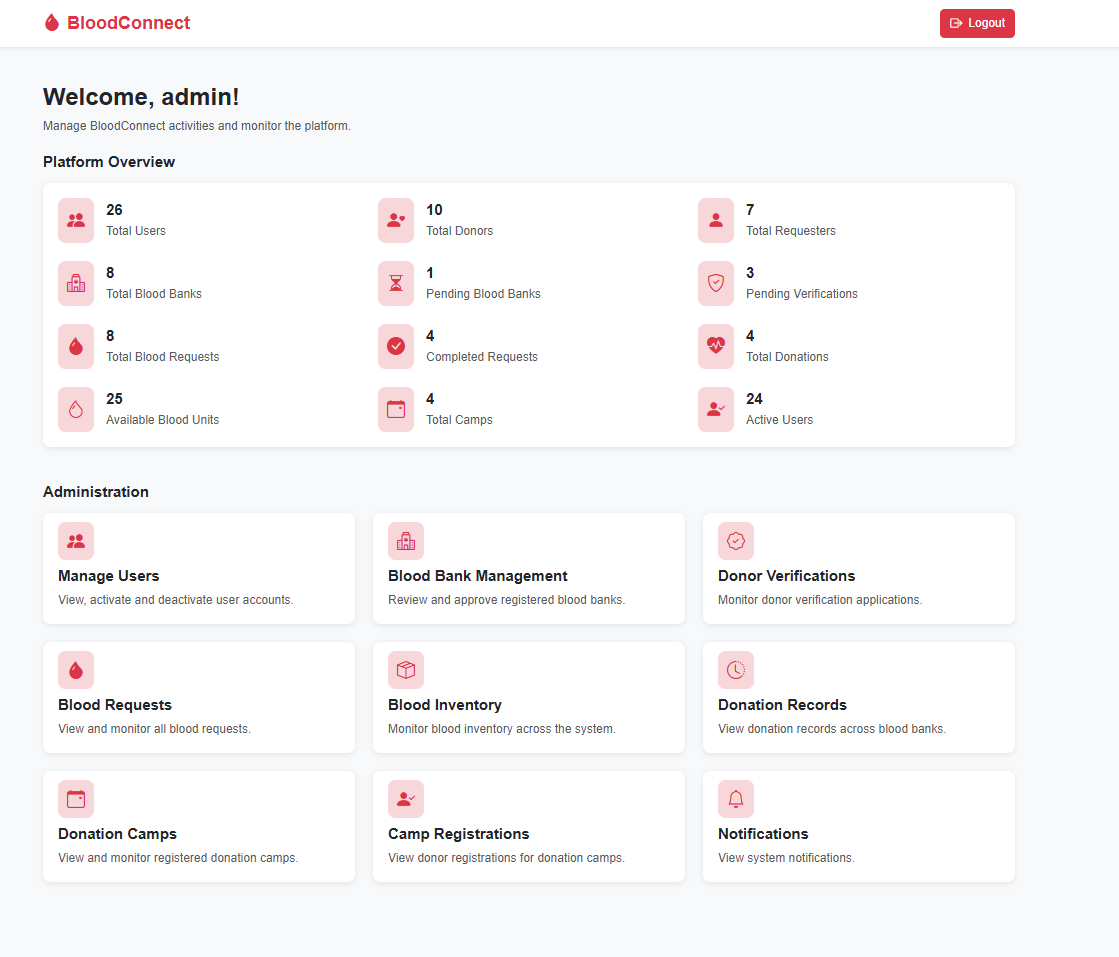 BloodConnect
Logout
Welcome, admin!
Manage BloodConnect activities and monitor the platform.
Platform Overview
26
Total Users
10
Total Donors
7
Total Requesters
8
Total Blood Banks
1
Pending Blood Banks
3
Pending Verifications
8
Total Blood Requests
4
Completed Requests
4
Total Donations
25
Available Blood Units
4
Total Camps
24
Active Users
Administration
Manage Users
View, activate and deactivate user accounts.
Blood Bank Management
Review and approve registered blood banks.
Donor Verifications
Monitor donor verification applications.
Blood Requests
View and monitor all blood requests.
Blood Inventory
Monitor blood inventory across the system.
Donation Records
View donation records across blood banks.
Donation Camps
View and monitor registered donation camps.
Camp Registrations
View donor registrations for donation camps.
Notifications
View system notifications.